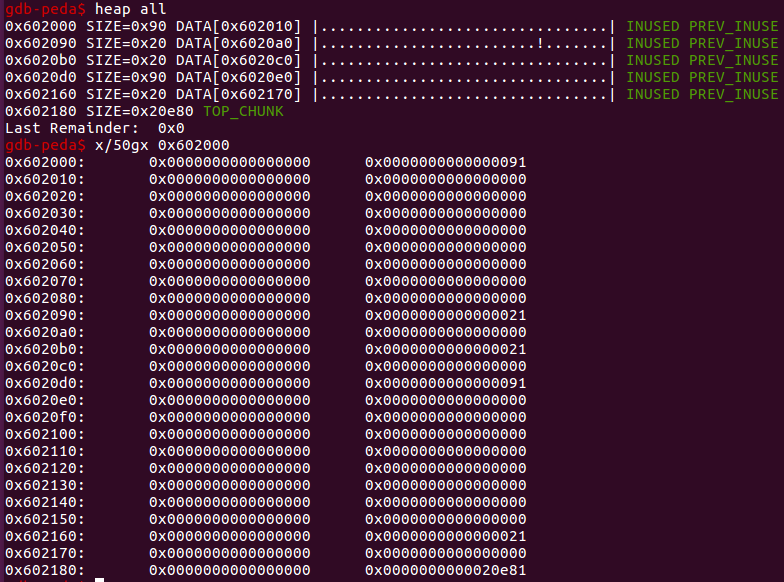 gdb-peda$ heap all
0x602000 SIZE=0x90 DATA[0x602010] |................................| INUSED PREV_INUSE
0x602090 SIZE=0x20 DATA[0x6020a0] |........................!.......| INUSED PREV_INUSE
0x6020b0 SIZE=0x20 DATA[0x6020c0] |................................| INUSED PREV_INUSE
0x6020d0 SIZE=0x90 DATA[0x6020e0] |................................| INUSED PREV_INUSE
0x602160 SIZE=0x20 DATA[0x602170] |................................| INUSED PREV_INUSE
0x602180 SIZE=0x20e80 TOP_CHUNK
Last Remainder:  0x0
gdb-peda$ x/50gx 0x602000
0x602000:	0x0000000000000000	0x0000000000000091
0x602010:	0x0000000000000000	0x0000000000000000
0x602020:	0x0000000000000000	0x0000000000000000
0x602030:	0x0000000000000000	0x0000000000000000
0x602040:	0x0000000000000000	0x0000000000000000
0x602050:	0x0000000000000000	0x0000000000000000
0x602060:	0x0000000000000000	0x0000000000000000
0x602070:	0x0000000000000000	0x0000000000000000
0x602080:	0x0000000000000000	0x0000000000000000
0x602090:	0x0000000000000000	0x0000000000000021
0x6020a0:	0x0000000000000000	0x0000000000000000
0x6020b0:	0x0000000000000000	0x0000000000000021
0x6020c0:	0x0000000000000000	0x0000000000000000
0x6020d0:	0x0000000000000000	0x0000000000000091
0x6020e0:	0x0000000000000000	0x0000000000000000
0x6020f0:	0x0000000000000000	0x0000000000000000
0x602100:	0x0000000000000000	0x0000000000000000
0x602110:	0x0000000000000000	0x0000000000000000
0x602120:	0x0000000000000000	0x0000000000000000
0x602130:	0x0000000000000000	0x0000000000000000
0x602140:	0x0000000000000000	0x0000000000000000
0x602150:	0x0000000000000000	0x0000000000000000
0x602160:	0x0000000000000000	0x0000000000000021
0x602170:	0x0000000000000000	0x0000000000000000
0x602180:	0x0000000000000000	0x0000000000020e81